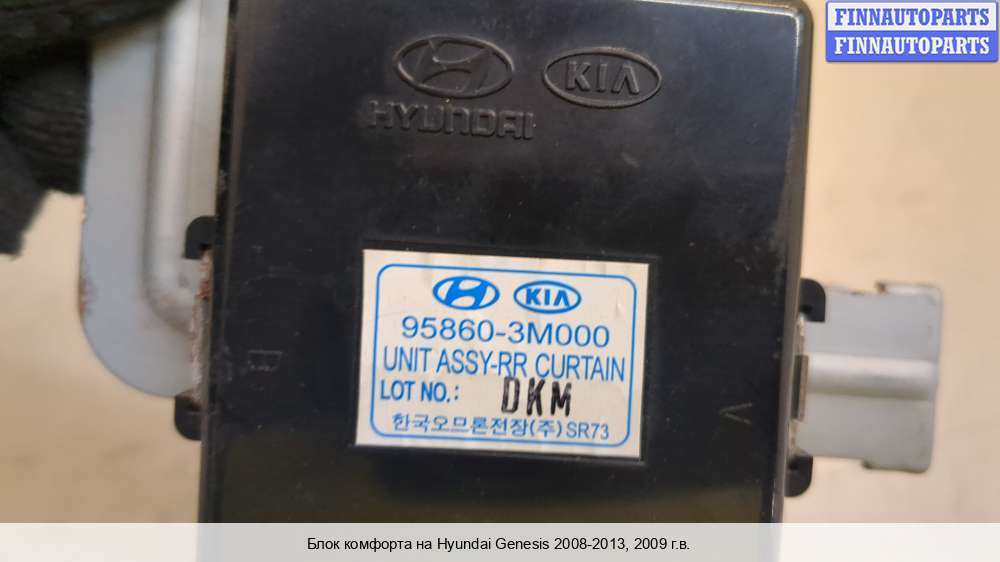 FINNAUTOPARTS
FINNAUTOPARTS
KIA
HYUNDAI
KIA
95860-3M000
UNIT ASSY-RR CURTAIN
LOT NO.: DKM
한국오므론전장(주) SR73
Блок комфорта на Hyundai Genesis 2008-2013, 2009 г.в.